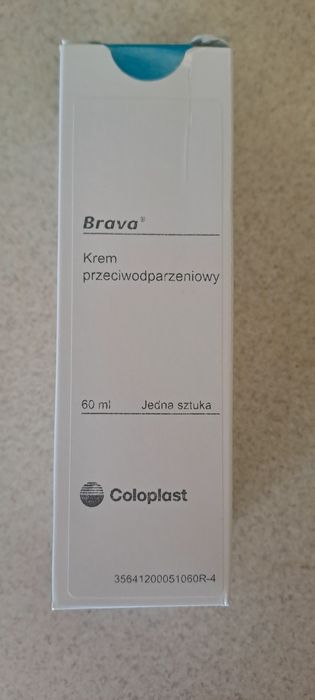 Brava®
Krem
przeciwodparzeniowy
60 ml Jedna sztuka
Coloplast
35641200051060R-4